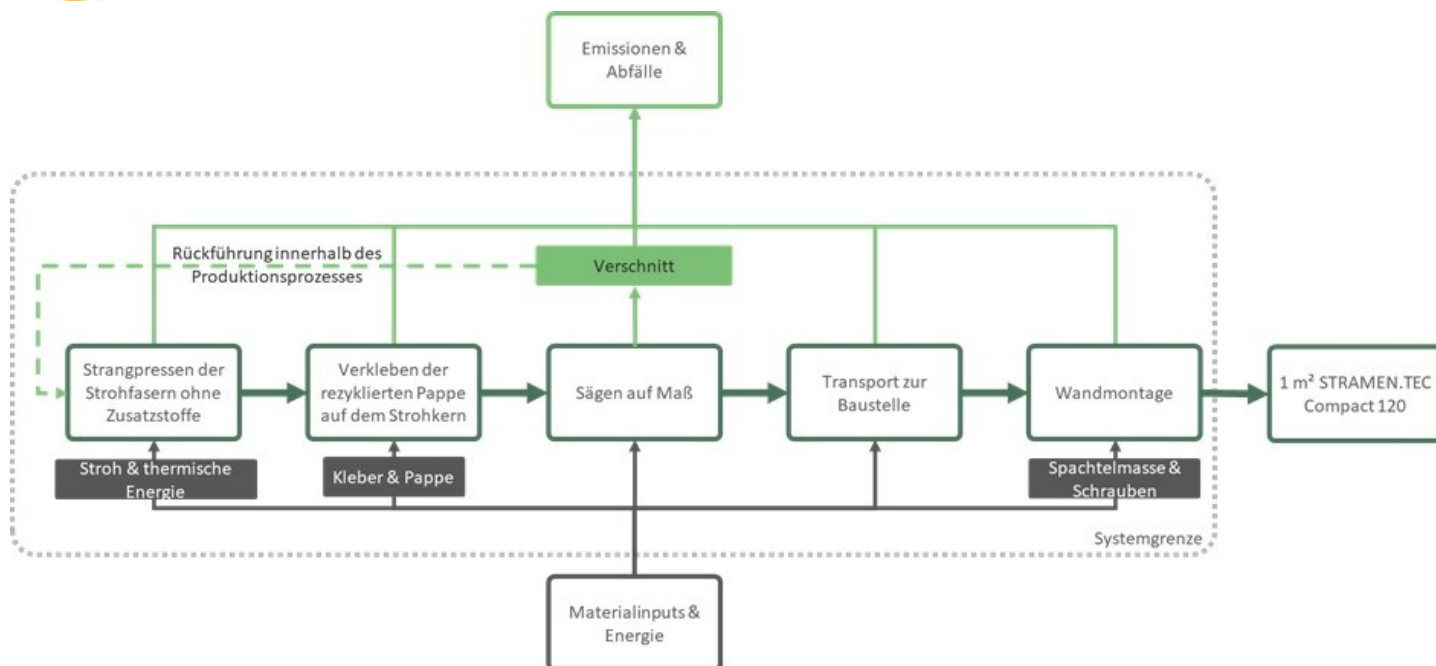 Emissionen &
Abfälle
Rückführung innerhalb des
Produktionsprozesses
Verschnitt
Strangpressen der
Strohfasern ohne
Zusatzstoffe
Verkleben der
rezyklierten Pappe
auf dem Strohkern
Sägen auf Maß
Transport zur
Baustelle
Wandmontage
1 m² STRAMEN.TEC
Compact 120
Stroh & thermische
Energie
Kleber & Pappe
Spachtelmasse &
Schrauben
Systemgrenze
Materialinputs &
Energie